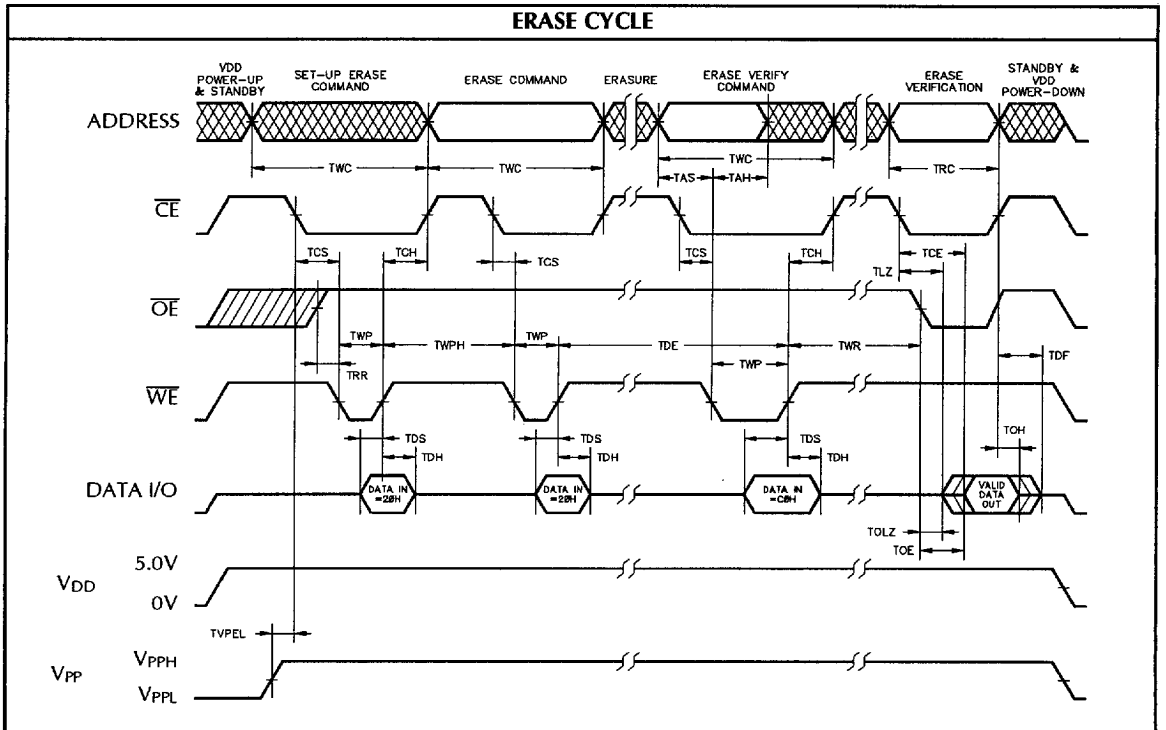 ERASE CYCLE
VDD
POWER-UP
& STANDBY
SET-UP ERASE
COMMAND
ERASE COMMAND
ERASURE
ERASE VERIFY
COMMAND
ERASE
VERIFICATION
STANDBY &
VDD
POWER-DOWN
ADDRESS
TWC
TWC
TWC
TAS
TAH
TRC
CE
TCS
TCH
TCS
TCS
TCH
TCE
TLZ
OE
TWP
TWPH
TWP
TDE
TWR
TRR
TWP
TDF
WE
TDS
TDH
TDS
TDH
TDS
TDH
TOH
DATA I/O
DATA IN
=20H
DATA IN
=20H
DATA IN
=C0H
VALID
DATA
OUT
TOLZ
TOE
VDD
5.0V
0V
TVPEL
VPP
VPPH
VPPL